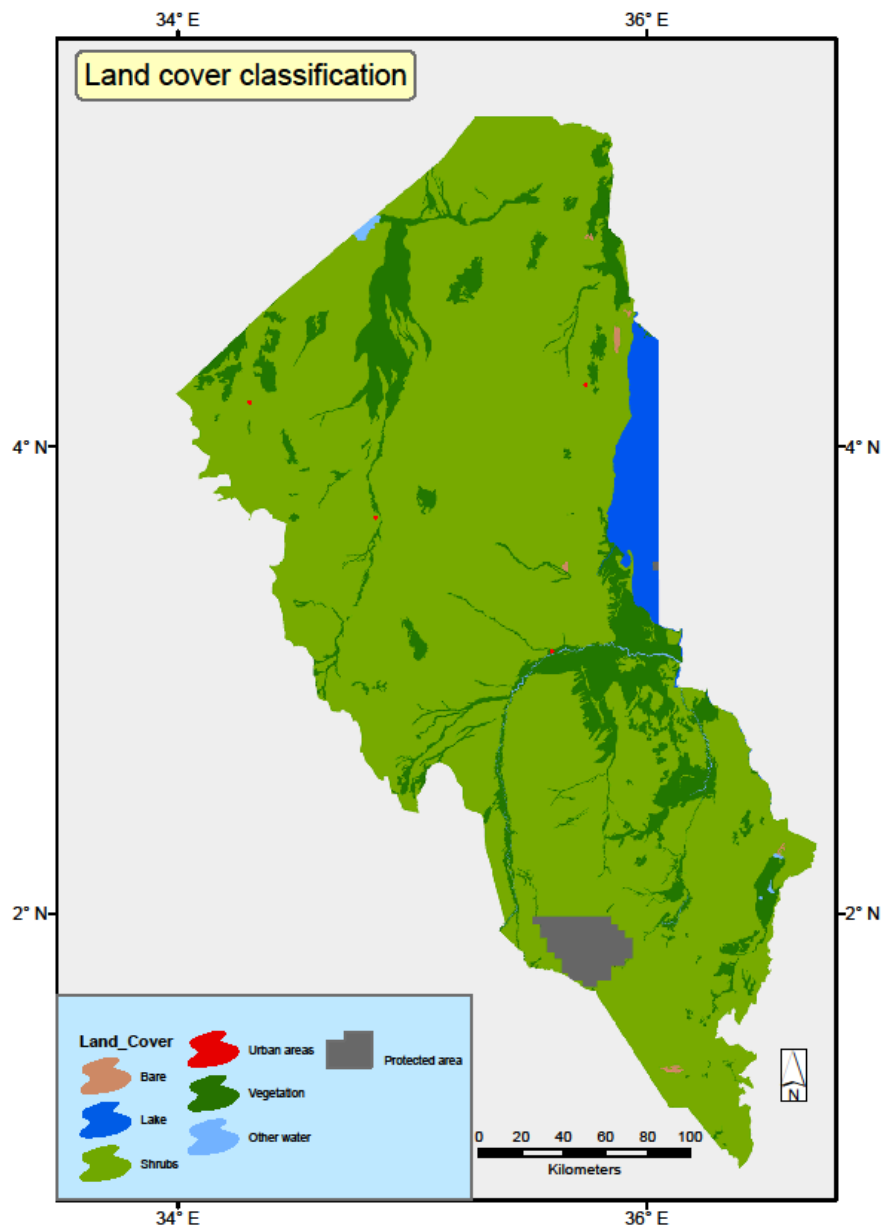 34° E 36° E
Land cover classification
4° N 4° N
2° N 2° N
Land_Cover
Bare
Lake
Shrubs
Urban areas
Vegetation
Other water
Protected area
N
0 20 40 60 80 100
Kilometers
34° E 36° E